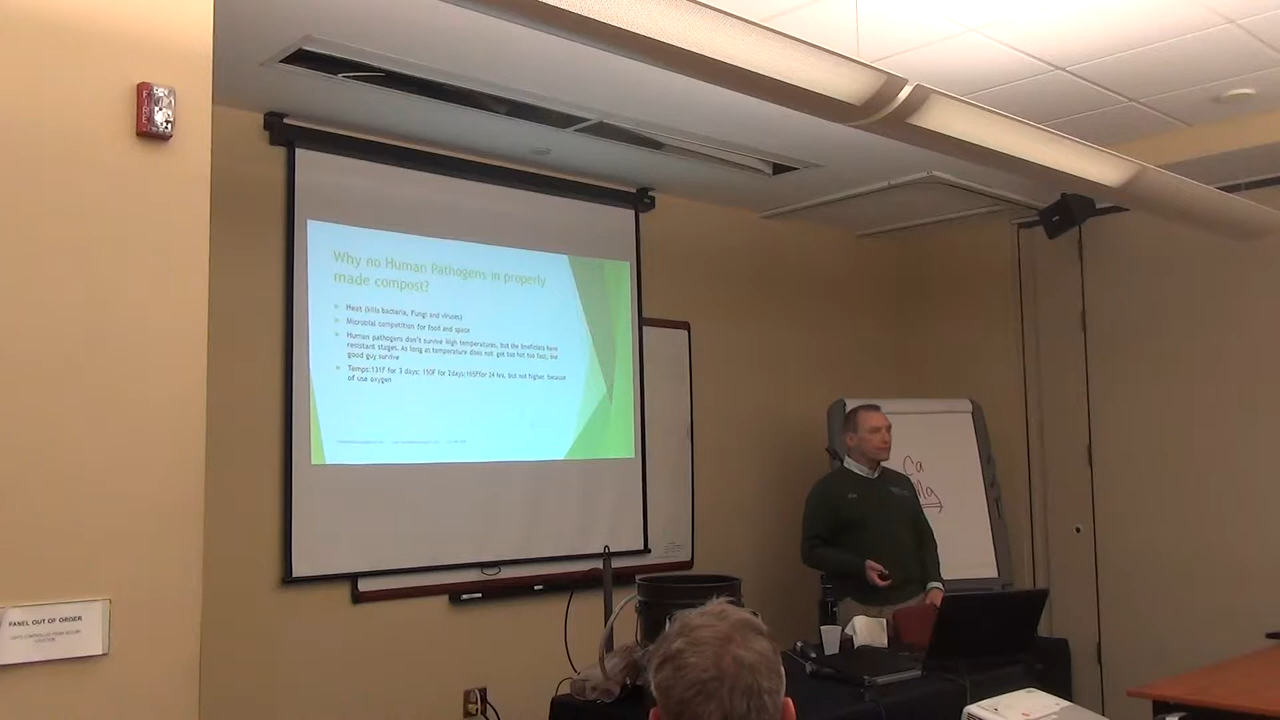 FIRE
Why no Human Pathogens in properly
made compost?
Heat (kills bacteria, Fungi and viruses)
Microbial competition for food and space
Human pathogens don't survive high temperatures, but the beneficials have
resistant stages. As long as temperature does not get too hot too fast, the
good guy survive
Temps:131F for 3 days; 150F for 2days;165Ffor 24 hrs, but not higher because
of use oxygen
Ca
Mg
PANEL OUT OF ORDER